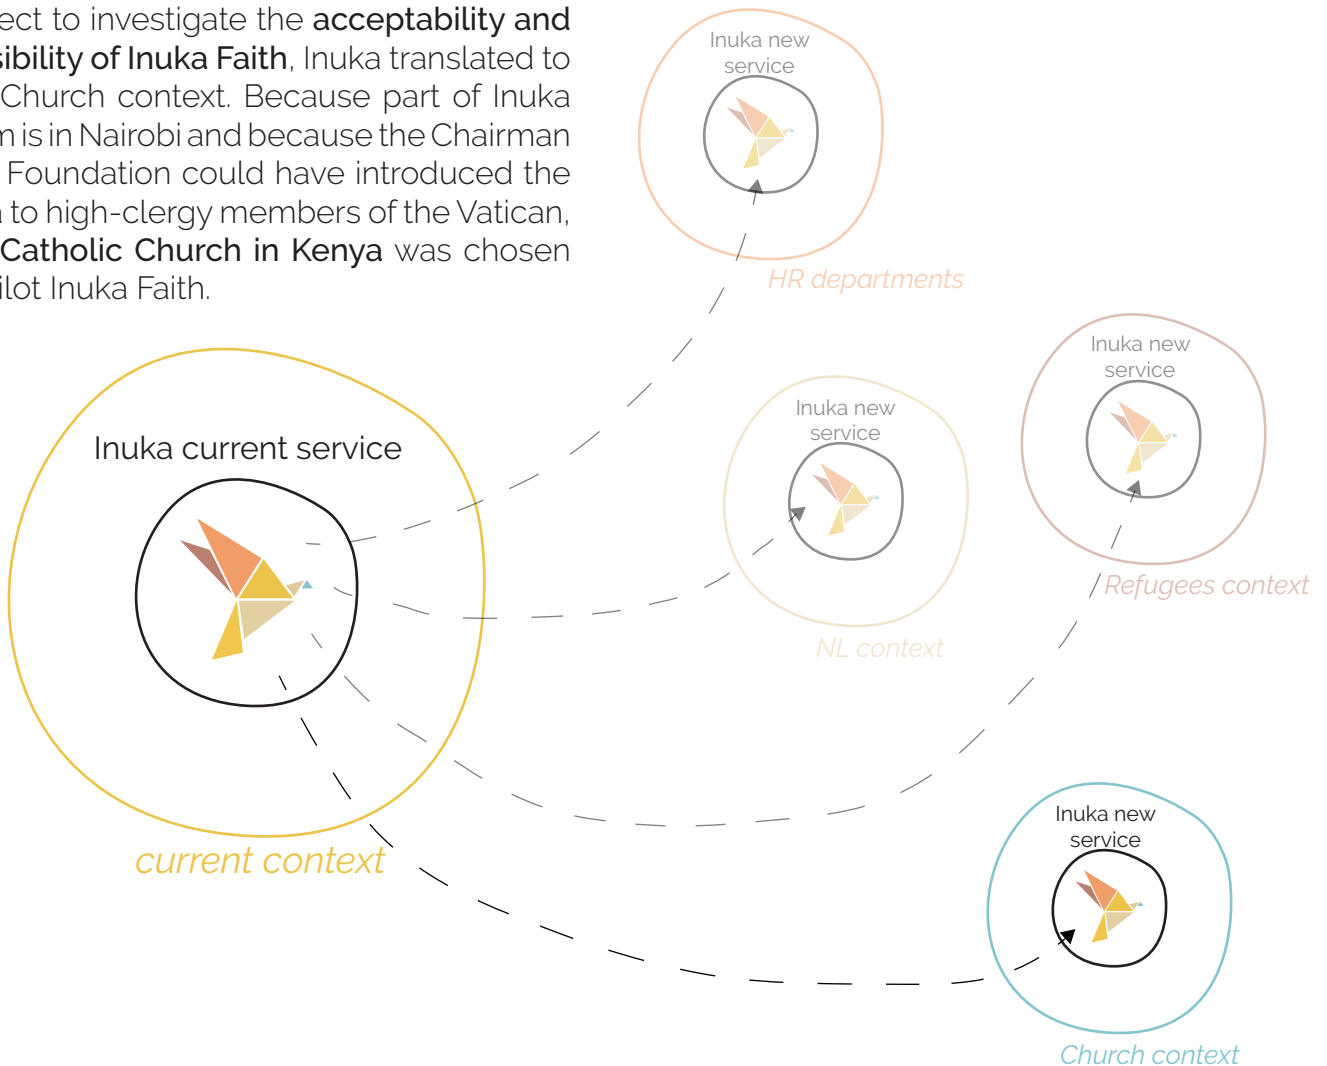 ect to investigate the acceptability and
sibility of Inuka Faith, Inuka translated to
Church context. Because part of Inuka
m is in Nairobi and because the Chairman
Foundation could have introduced the
a to high-clergy members of the Vatican,
Catholic Church in Kenya was chosen
ilot Inuka Faith.
Inuka new
service
HR departments
Inuka new
service
Refugees context
Inuka new
service
NL context
Inuka current service
current context
Inuka new
service
Church context